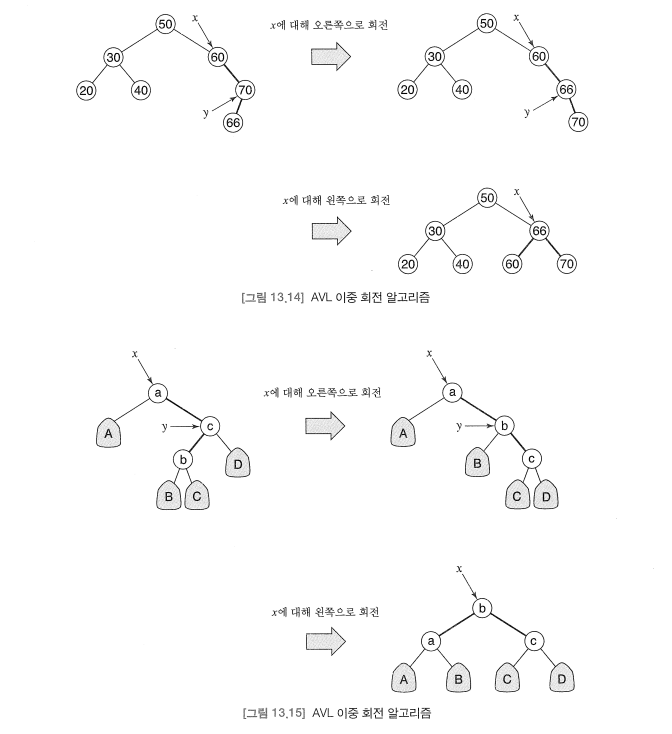 x에 대해 오른쪽으로 회전
50 x
30 60
20 40 70
y
66
50 x
30 60
20 40 66
y
70
x에 대해 왼쪽으로 회전
50 x
30 66
20 40 60 70
[그림 13.14] AVL 이중 회전 알고리즘
x에 대해 오른쪽으로 회전
x
a
A y c
b D
B C
x
a
A y b
B c
C D
x에 대해 왼쪽으로 회전
x
b
a c
A B C D
[그림 13.15] AVL 이중 회전 알고리즘